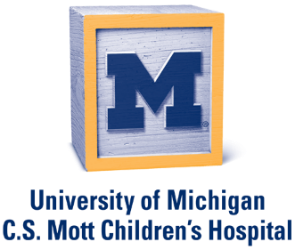 M
University of Michigan
C.S. Mott Children's Hospital